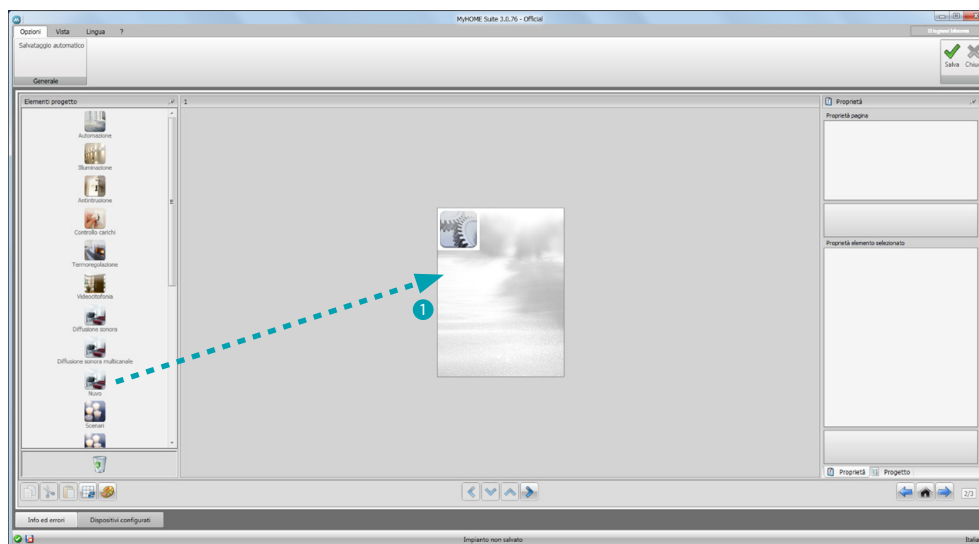 MyHOME Suite 3.0.76 - Official
Opzioni Vista Lingua ?
Salvataggio automatico
Salva Chiu
Generale
Elementi progetto
1
Proprietà
Proprietà pagina
Automazione
Illuminazione
Antintrusione
Controllo carichi
Termoregolazione
Videocitofonia
Diffusione sonora
Diffusione sonora multicanale
Nuvo
Scenari
1
Proprietà elemento selezionato
Proprietà Progetto
2/3
Info ed errori Dispositivi configurati
Impianto non salvato
Italia